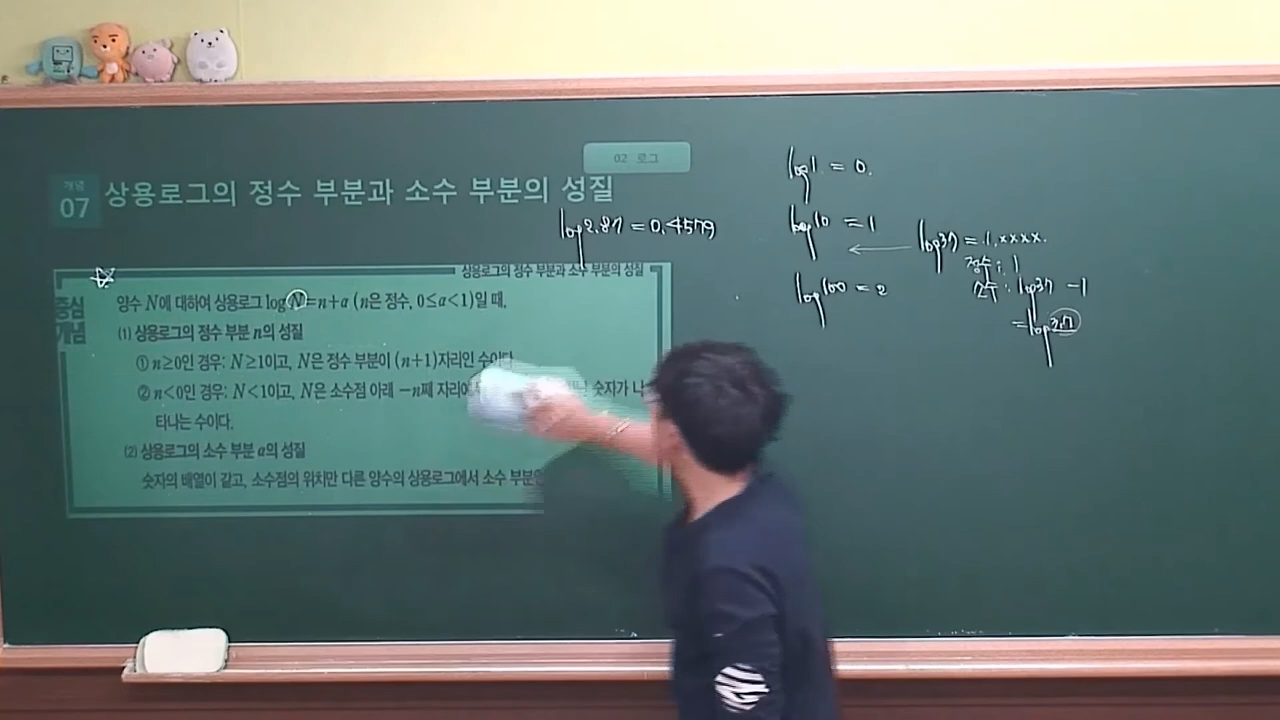 02 로그
개념
07
상용로그의 정수 부분과 소수 부분의 성질
log2.87=0.4579
상용로그의 정수 부분과 소수 부분의 성질
중심
개념
양수 N에 대하여 상용로그 log N=n+α (n은 정수, 0≤α<1)일 때,
(1) 상용로그의 정수 부분 n의 성질
① n≥0인 경우: N≥1이고, N은 정수 부분이 (n+1)자리인 수이다.
② n<0인 경우: N<1이고, N은 소수점 아래 −n째 자리에 숫자가 나
타나는 수이다.
(2) 상용로그의 소수 부분 α의 성질
숫자의 배열이 같고, 소수점의 위치만 다른 양수의 상용로그에서 소수 부분은
log1 = 0.
log10 = 1
log100 = 2
log37 = 1.××××.
정수: 1
소수: log37 -1
=log3.7